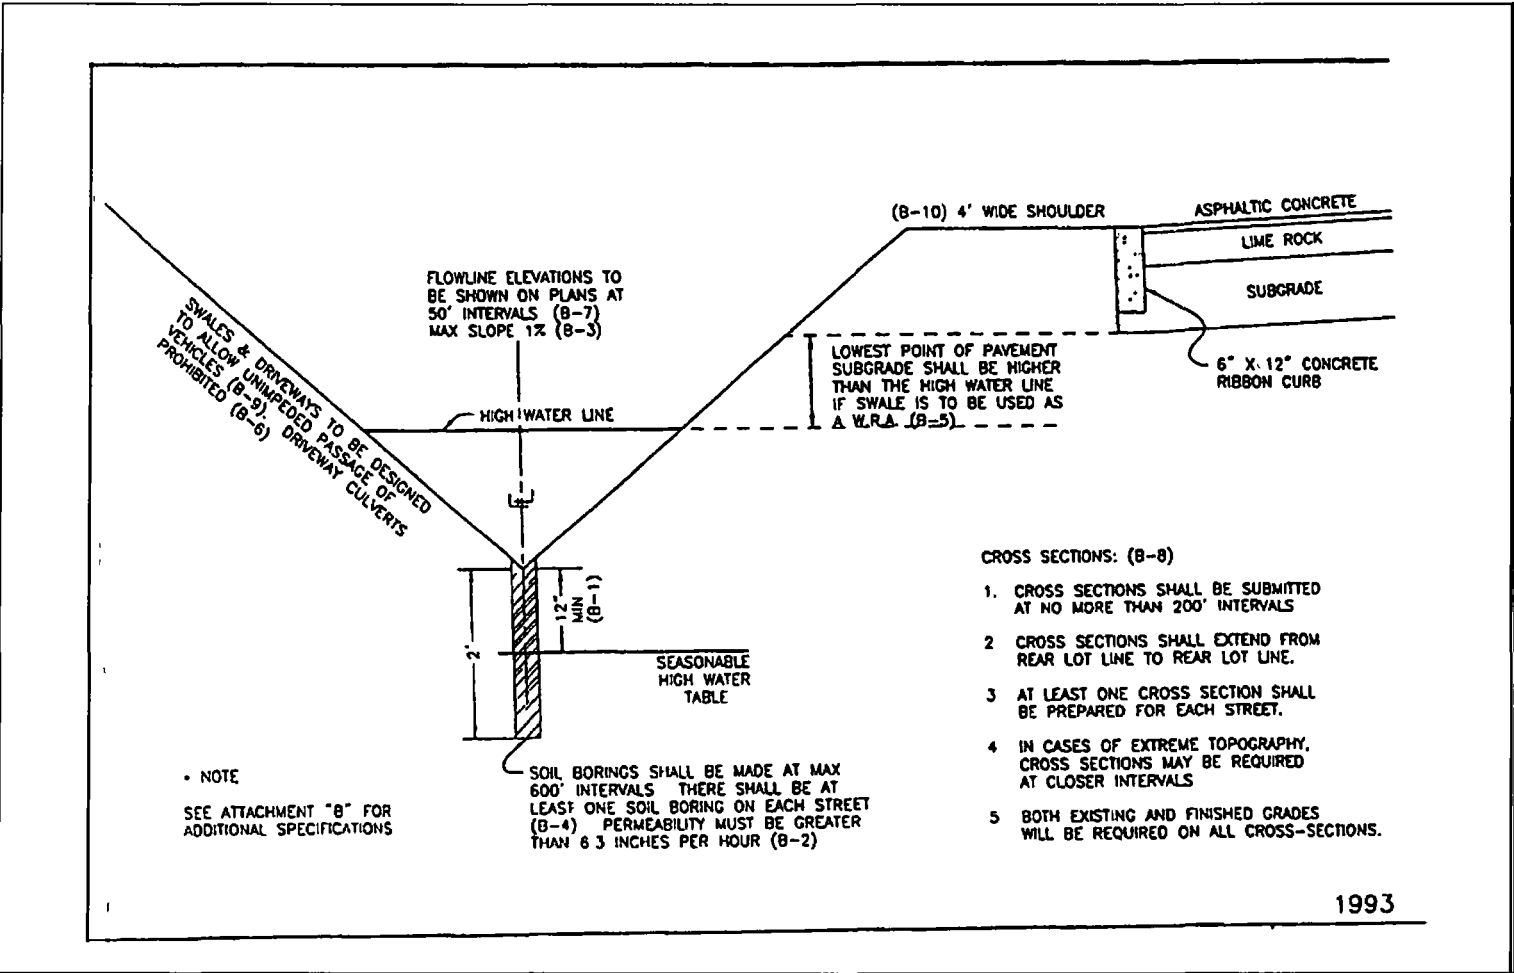 (B-10) 4' WIDE SHOULDER
ASPHALTIC CONCRETE
LIME ROCK
SUBGRADE
6" X 12" CONCRETE
RIBBON CURB
FLOWLINE ELEVATIONS TO
BE SHOWN ON PLANS AT
50' INTERVALS (B-7)
MAX SLOPE 1% (B-3)
SWALES & DRIVEWAYS TO BE DESIGNED
TO ALLOW UNIMPEDED PASSAGE OF
VEHICLES (B-9). DRIVEWAY CULVERTS
PROHIBITED (B-6)
HIGH WATER LINE
LOWEST POINT OF PAVEMENT
SUBGRADE SHALL BE HIGHER
THAN THE HIGH WATER LINE
IF SWALE IS TO BE USED AS
A W.R.A. (B-5)
2'
12"
MIN
(B-1)
SEASONABLE
HIGH WATER
TABLE
SOIL BORINGS SHALL BE MADE AT MAX
600' INTERVALS THERE SHALL BE AT
LEAST ONE SOIL BORING ON EACH STREET
(B-4) PERMEABILITY MUST BE GREATER
THAN 6 3 INCHES PER HOUR (B-2)
• NOTE
SEE ATTACHMENT "B" FOR
ADDITIONAL SPECIFICATIONS
CROSS SECTIONS: (B-8)
1. CROSS SECTIONS SHALL BE SUBMITTED
AT NO MORE THAN 200' INTERVALS
2 CROSS SECTIONS SHALL EXTEND FROM
REAR LOT LINE TO REAR LOT LINE.
3 AT LEAST ONE CROSS SECTION SHALL
BE PREPARED FOR EACH STREET.
4 IN CASES OF EXTREME TOPOGRAPHY,
CROSS SECTIONS MAY BE REQUIRED
AT CLOSER INTERVALS
5 BOTH EXISTING AND FINISHED GRADES
WILL BE REQUIRED ON ALL CROSS-SECTIONS.
1993